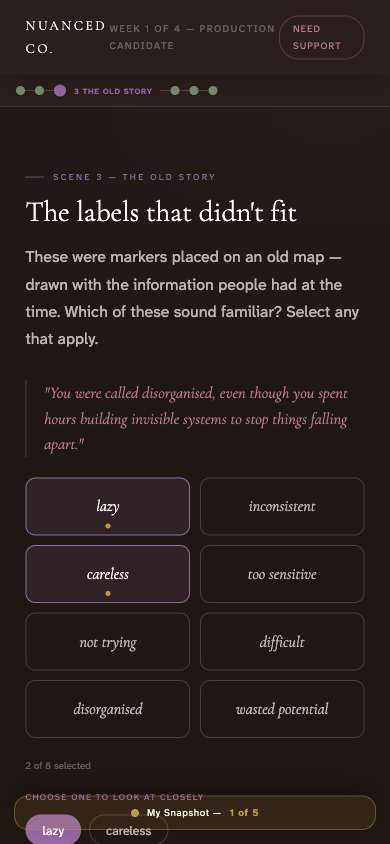 NUANCED CO.
WEEK 1 OF 4 — PRODUCTION CANDIDATE
NEED SUPPORT
3 THE OLD STORY
SCENE 3 — THE OLD STORY
The labels that didn't fit
These were markers placed on an old map —
drawn with the information people had at the
time. Which of these sound familiar? Select any
that apply.
"You were called disorganised, even though you spent
hours building invisible systems to stop things falling
apart."
lazy
inconsistent
careless
too sensitive
not trying
difficult
disorganised
wasted potential
2 of 8 selected
CHOOSE ONE TO LOOK AT CLOSELY
My Snapshot — 1 of 5
lazy
careless